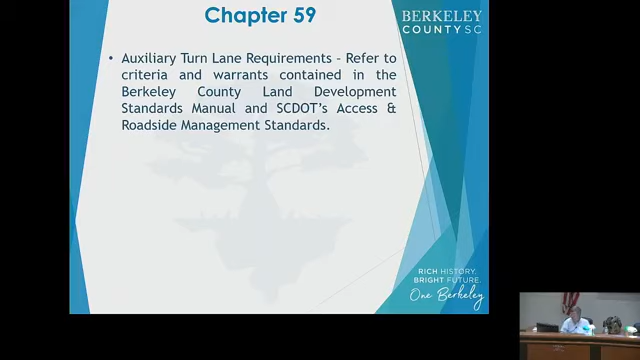 Chapter 59
BERKELEY
COUNTY SC
• Auxiliary Turn Lane Requirements – Refer to
criteria and warrants contained in the
Berkeley County Land Development
Standards Manual and SCDOT's Access &
Roadside Management Standards.
RICH HISTORY.
BRIGHT FUTURE.
One Berkeley